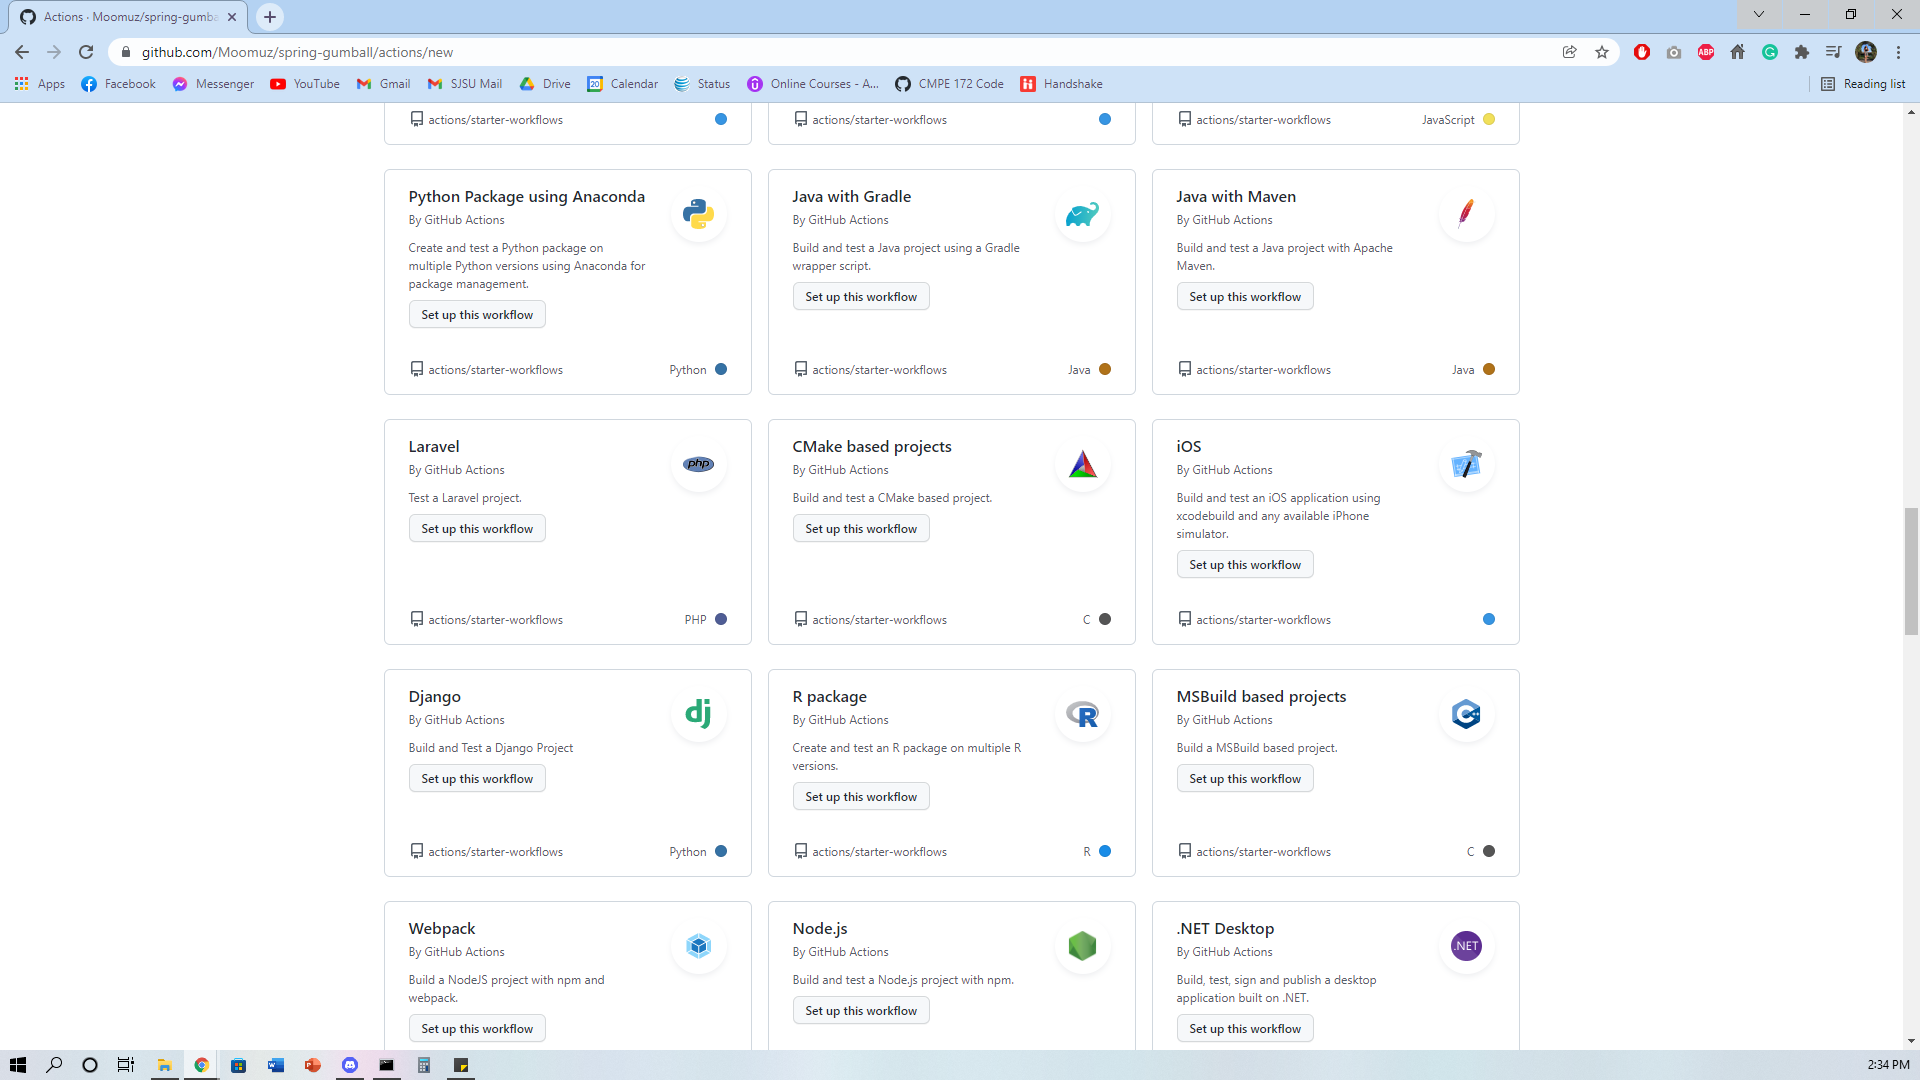 Actions · Moomuz/spring-gumba
github.com/Moomuz/spring-gumball/actions/new
ABP
Apps
Facebook
Messenger
YouTube
Gmail
SJSU Mail
Drive
20
Calendar
Status
Online Courses - A...
CMPE 172 Code
Handshake
Reading list
actions/starter-workflows
actions/starter-workflows
actions/starter-workflows JavaScript
Python Package using Anaconda
By GitHub Actions
Create and test a Python package on
multiple Python versions using Anaconda for
package management.
Set up this workflow
actions/starter-workflows Python
Java with Gradle
By GitHub Actions
Build and test a Java project using a Gradle
wrapper script.
Set up this workflow
actions/starter-workflows Java
Java with Maven
By GitHub Actions
Build and test a Java project with Apache
Maven.
Set up this workflow
actions/starter-workflows Java
Laravel
php
By GitHub Actions
Test a Laravel project.
Set up this workflow
actions/starter-workflows PHP
CMake based projects
By GitHub Actions
Build and test a CMake based project.
Set up this workflow
actions/starter-workflows C
iOS
By GitHub Actions
Build and test an iOS application using
xcodebuild and any available iPhone
simulator.
Set up this workflow
actions/starter-workflows
Django
dj
By GitHub Actions
Build and Test a Django Project
Set up this workflow
actions/starter-workflows Python
R package
R
By GitHub Actions
Create and test an R package on multiple R
versions.
Set up this workflow
actions/starter-workflows R
MSBuild based projects
C++
By GitHub Actions
Build a MSBuild based project.
Set up this workflow
actions/starter-workflows C
Webpack
By GitHub Actions
Build a NodeJS project with npm and
webpack.
Set up this workflow
Node.js
By GitHub Actions
Build and test a Node.js project with npm.
Set up this workflow
.NET Desktop
.NET
By GitHub Actions
Build, test, sign and publish a desktop
application built on .NET.
Set up this workflow
2:34 PM